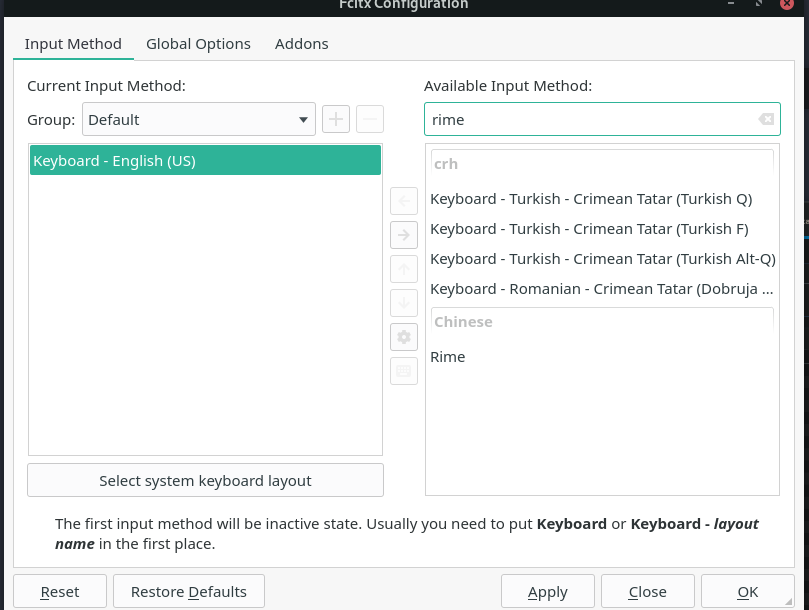 Fcitx Configuration
Input Method Global Options Addons
Current Input Method:
Group: Default
Keyboard - English (US)
Select system keyboard layout
Available Input Method:
rime
crh
Keyboard - Turkish - Crimean Tatar (Turkish Q)
Keyboard - Turkish - Crimean Tatar (Turkish F)
Keyboard - Turkish - Crimean Tatar (Turkish Alt-Q)
Keyboard - Romanian - Crimean Tatar (Dobruja ...
Chinese
Rime
The first input method will be inactive state. Usually you need to put Keyboard or Keyboard - layout
name in the first place.
Reset Restore Defaults Apply Close OK